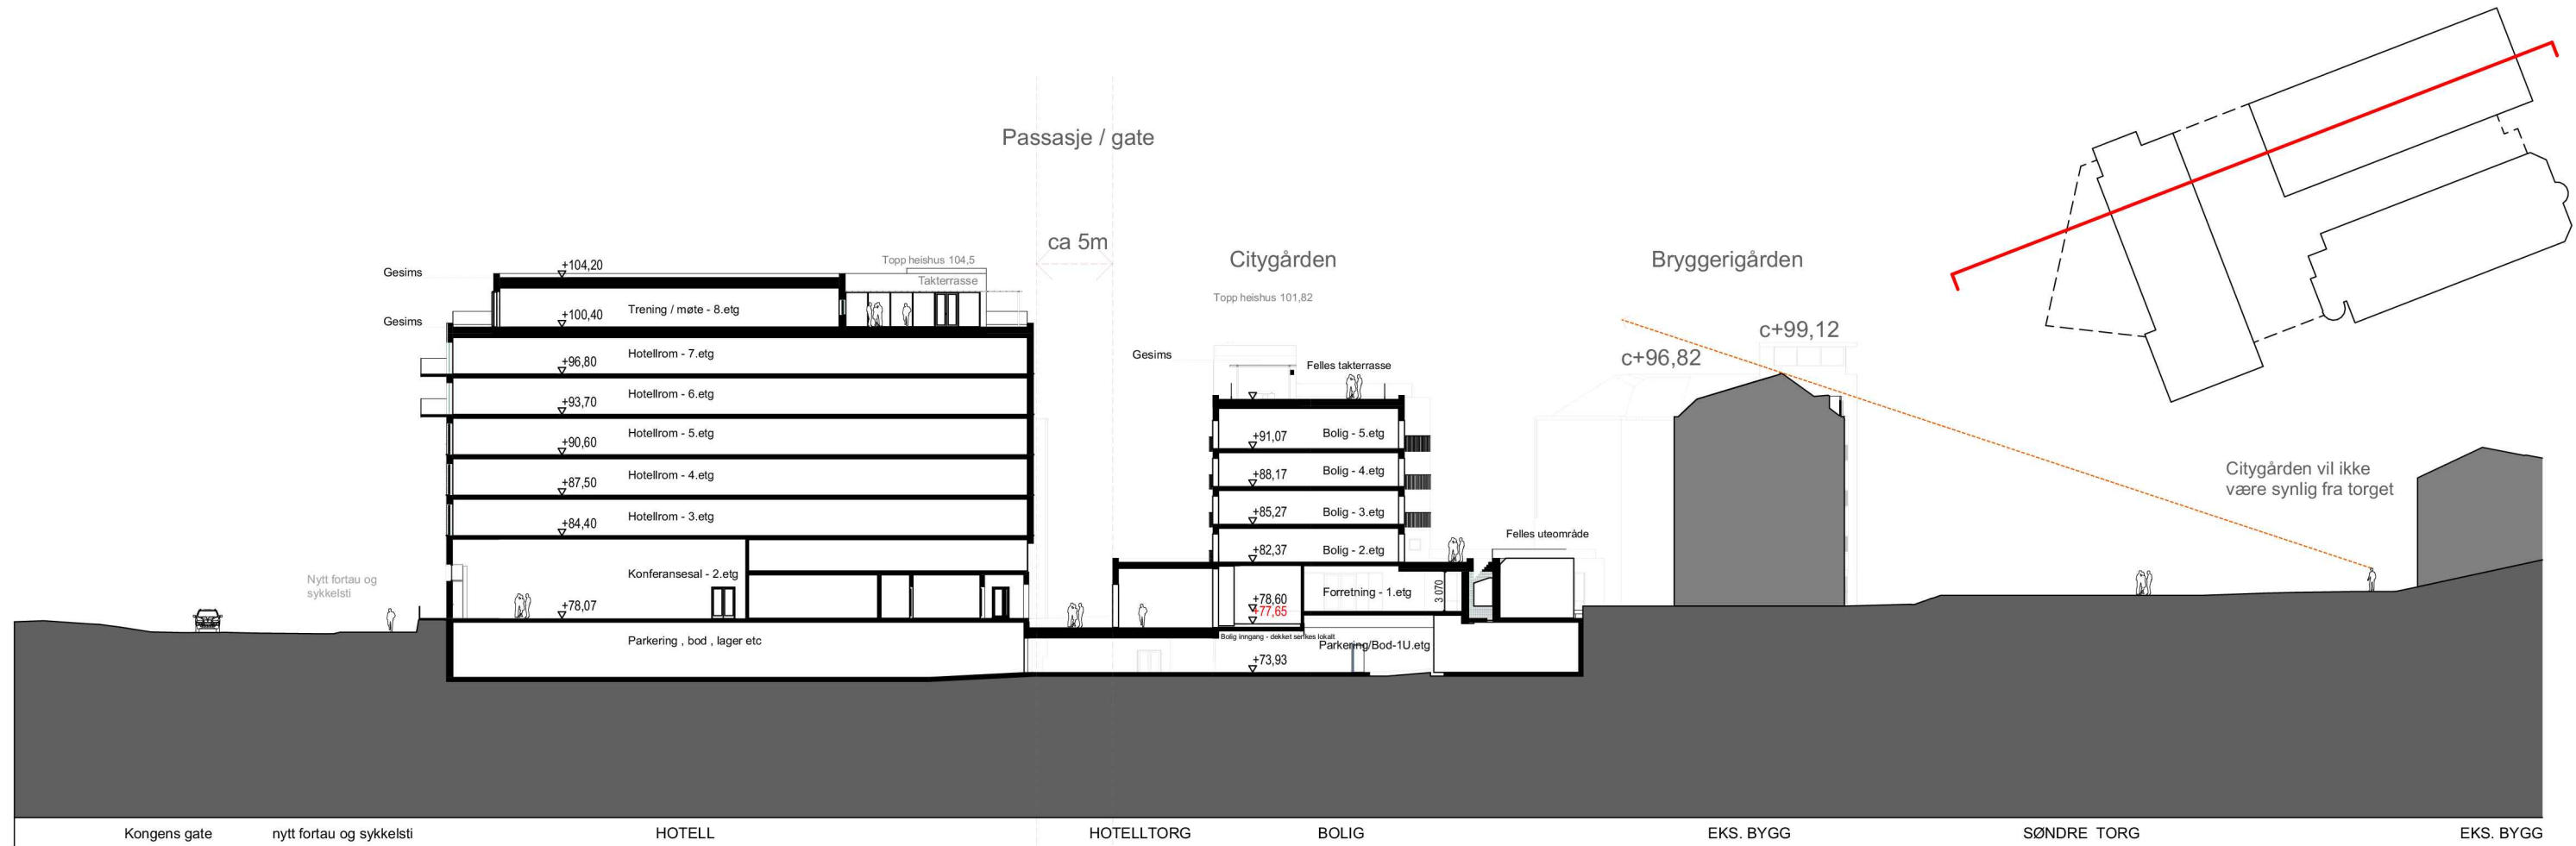 Passasje / gate
ca 5m
Citygården
Bryggerigården
Gesims
+104,20
Topp heishus 104,5
Takterrasse
Topp heishus 101,82
Gesims
+100,40
Trening / møte - 8.etg
c+99,12
c+96,82
Gesims
Felles takterrasse
+96,80
Hotellrom - 7.etg
+93,70
Hotellrom - 6.etg
+90,60
Hotellrom - 5.etg
+87,50
Hotellrom - 4.etg
+84,40
Hotellrom - 3.etg
Konferansesal - 2.etg
+78,07
Parkering , bod , lager etc
Nytt fortau og
sykkelsti
+91,07
Bolig - 5.etg
+88,17
Bolig - 4.etg
+85,27
Bolig - 3.etg
+82,37
Bolig - 2.etg
+78,60
+77,65
Forretning - 1.etg
3 070
Bolig inngang - dekket senkes lokalt
Parkering/Bod-1U.etg
+73,93
Felles uteområde
Citygården vil ikke
være synlig fra torget
Kongens gate
nytt fortau og sykkelsti
HOTELL
HOTELLTORG
BOLIG
EKS. BYGG
SØNDRE TORG
EKS. BYGG